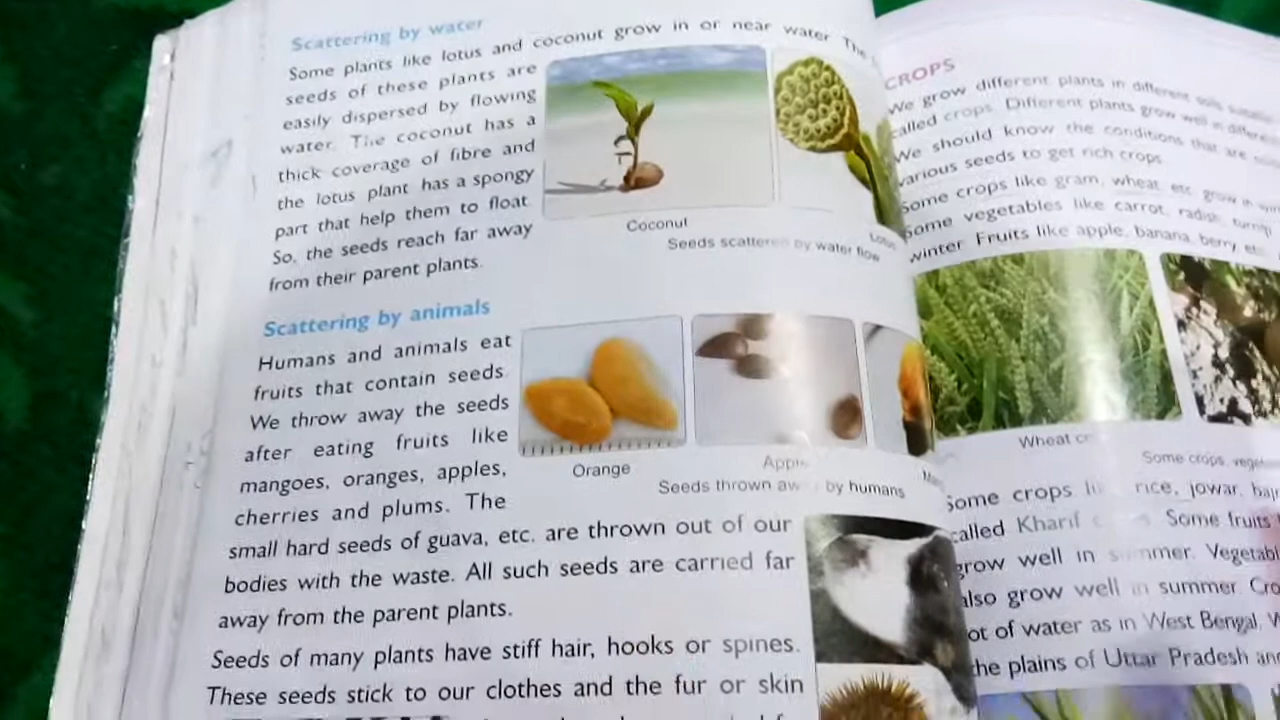 Scattering by water
Some plants like lotus and coconut grow in or near water The
seeds of these plants are
easily dispersed by flowing
water. The coconut has a
thick coverage of fibre and
the lotus plant has a spongy
part that help them to float
So, the seeds reach far away
from their parent plants.
Coconut
Lotus
Seeds scattered by water flow
Scattering by animals
Humans and animals eat
fruits that contain seeds.
We throw away the seeds
after eating fruits like
mangoes, oranges, apples,
cherries and plums. The
small hard seeds of guava, etc. are thrown out of our
bodies with the waste. All such seeds are carried far
away from the parent plants.
Orange
Apple
Seeds thrown away by humans
Seeds of many plants have stiff hair, hooks or spines.
These seeds stick to our clothes and the fur or skin
CROPS
We grow different plants in different soils
called crops. Different plants grow well in
We should know the conditions that are
various seeds to get rich crops
Some crops like gram, wheat, etc. grow in
Some vegetables like carrot, radish, turnip
winter Fruits like apple, banana, berry, etc.
Wheat
Some crops,
Some crops rice, jowar,
called Kharif Some fruits
grow well in summer. 
also grow well in summer
of water as in West Bengal,
the plains of Uttar Pradesh and